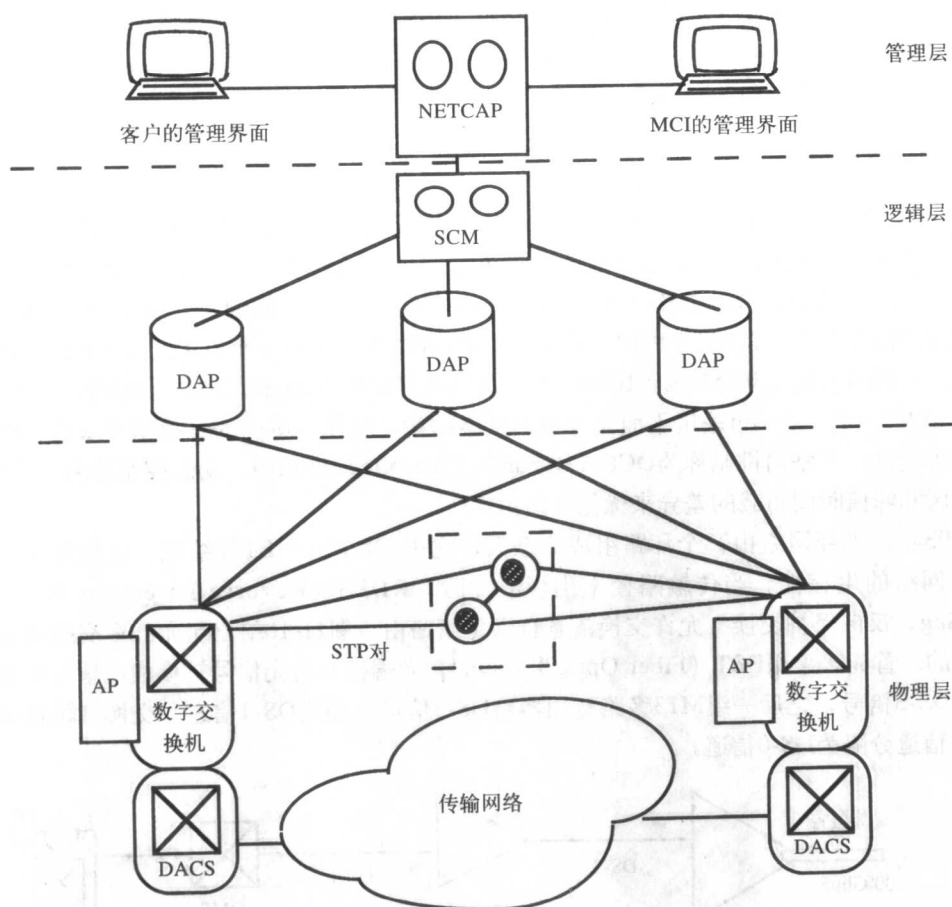 管理层
NETCAP
客户的管理界面
MCI的管理界面
逻辑层
SCM
DAP
DAP
DAP
STP对
AP
数字交
换机
AP
数字交
换机
物理层
传输网络
DACS
DACS